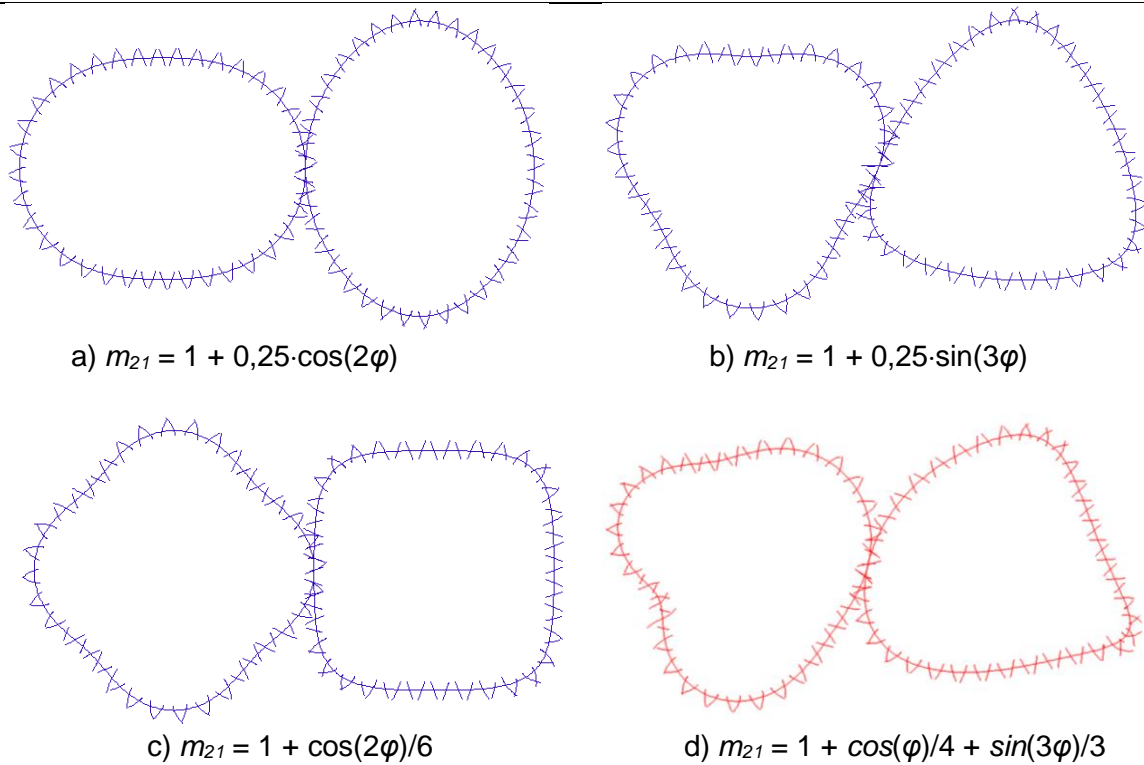 a) m₂₁ = 1 + 0,25·cos(2φ)
b) m₂₁ = 1 + 0,25·sin(3φ)
c) m₂₁ = 1 + cos(2φ)/6
d) m₂₁ = 1 + cos(φ)/4 + sin(3φ)/3